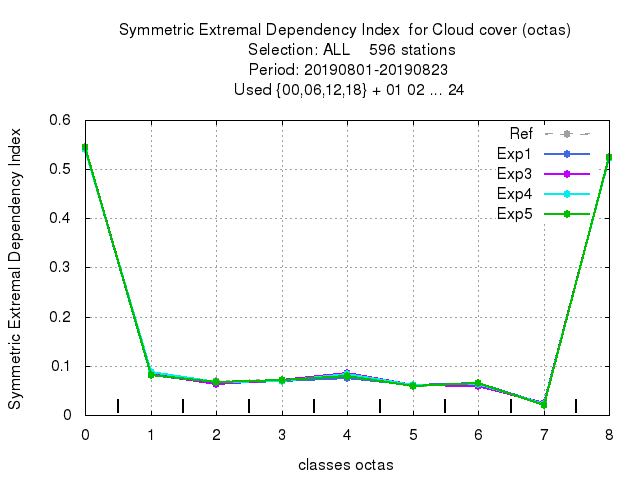 Symmetric Extremal Dependency Index  for Cloud cover (octas)
Selection: ALL    596 stations
Period: 20190801-20190823
Used {00,06,12,18} + 01 02 ... 24
Symmetric Extremal Dependency Index
0.6
0.5
0.4
0.3
0.2
0.1
0
Ref
Exp1
Exp3
Exp4
Exp5
0 1 2 3 4 5 6 7 8
classes octas